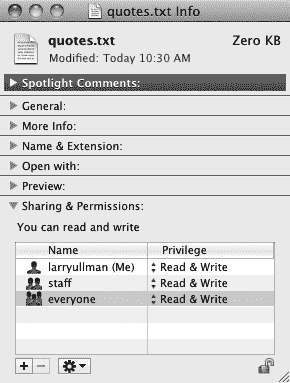 quotes.txt Info
quotes.txt Zero KB
Modified: Today 10:30 AM
Spotlight Comments:
General:
More Info:
Name & Extension:
Open with:
Preview:
Sharing & Permissions:
You can read and write
Name Privilege
larryullman (Me) Read & Write
staff Read & Write
everyone Read & Write